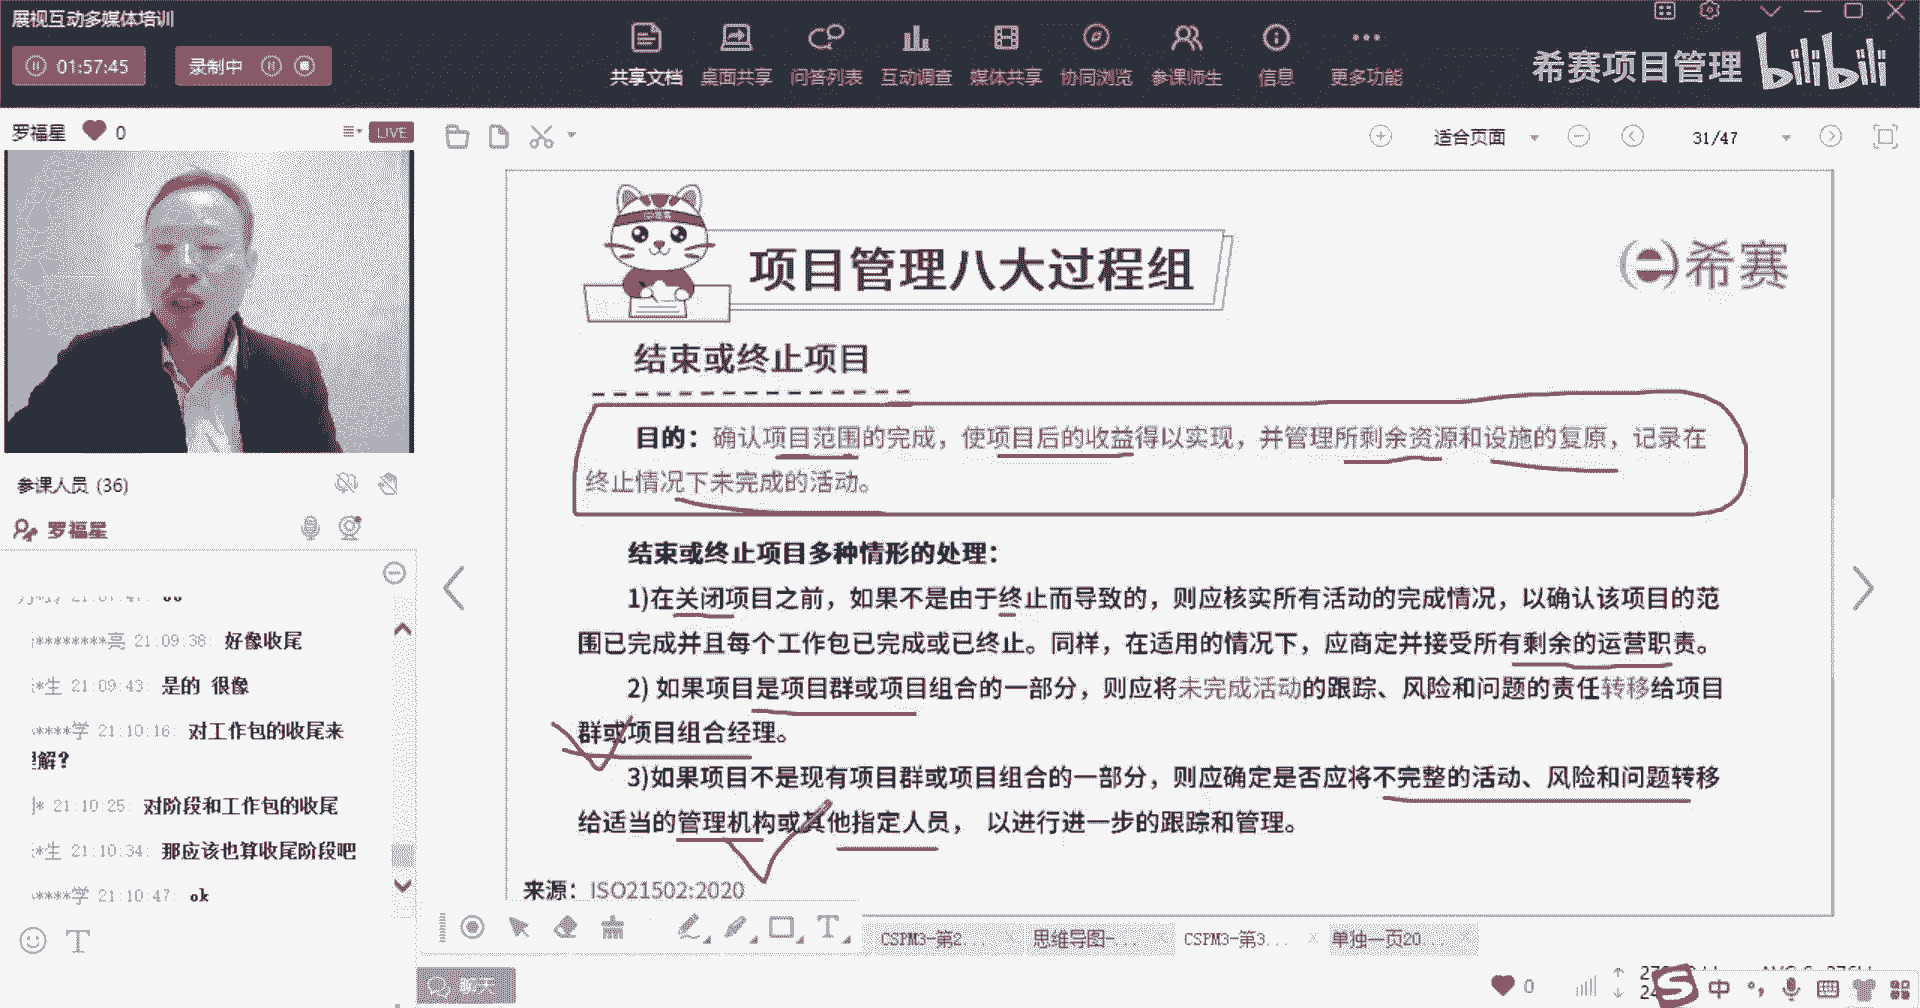 展视互动多媒体培训
01:57:45
录制中
共享文档 桌面共享 问答列表 互动调查 媒体共享 协同浏览 参课师生 信息 更多功能
希赛项目管理 bilibili
罗福星 0
LIVE
适合页面
31/47
项目管理八大过程组
希赛
结束或终止项目
目的：确认项目范围的完成，使项目后的收益得以实现，并管理所剩余资源和设施的复原，记录在
终止情况下未完成的活动。
结束或终止项目多种情形的处理：
1)在关闭项目之前，如果不是由于终止而导致的，则应核实所有活动的完成情况，以确认该项目的范
围已完成并且每个工作包已完成或已终止。同样，在适用的情况下，应商定并接受所有剩余的运营职责。
2) 如果项目是项目群或项目组合的一部分，则应将未完成活动的跟踪、风险和问题的责任转移给项目
群或项目组合经理。
3)如果项目不是现有项目群或项目组合的一部分，则应确定是否应将不完整的活动、风险和问题转移
给适当的管理机构或其他指定人员， 以进行进一步的跟踪和管理。
来源：ISO21502:2020
参课人员 (36)
罗福星
********亮 21:09:38: 好像收尾
*生 21:09:43: 是的 很像
****学 21:10:16: 对工作包的收尾来
解?
* 21:10:25: 对阶段和工作包的收尾
*生 21:10:34: 那应该也算收尾阶段吧
****学 21:10:47: ok
T
CSPM3-第2... 思维导图-... CSPM3-第3... 单独一页20...
聊天
0
中